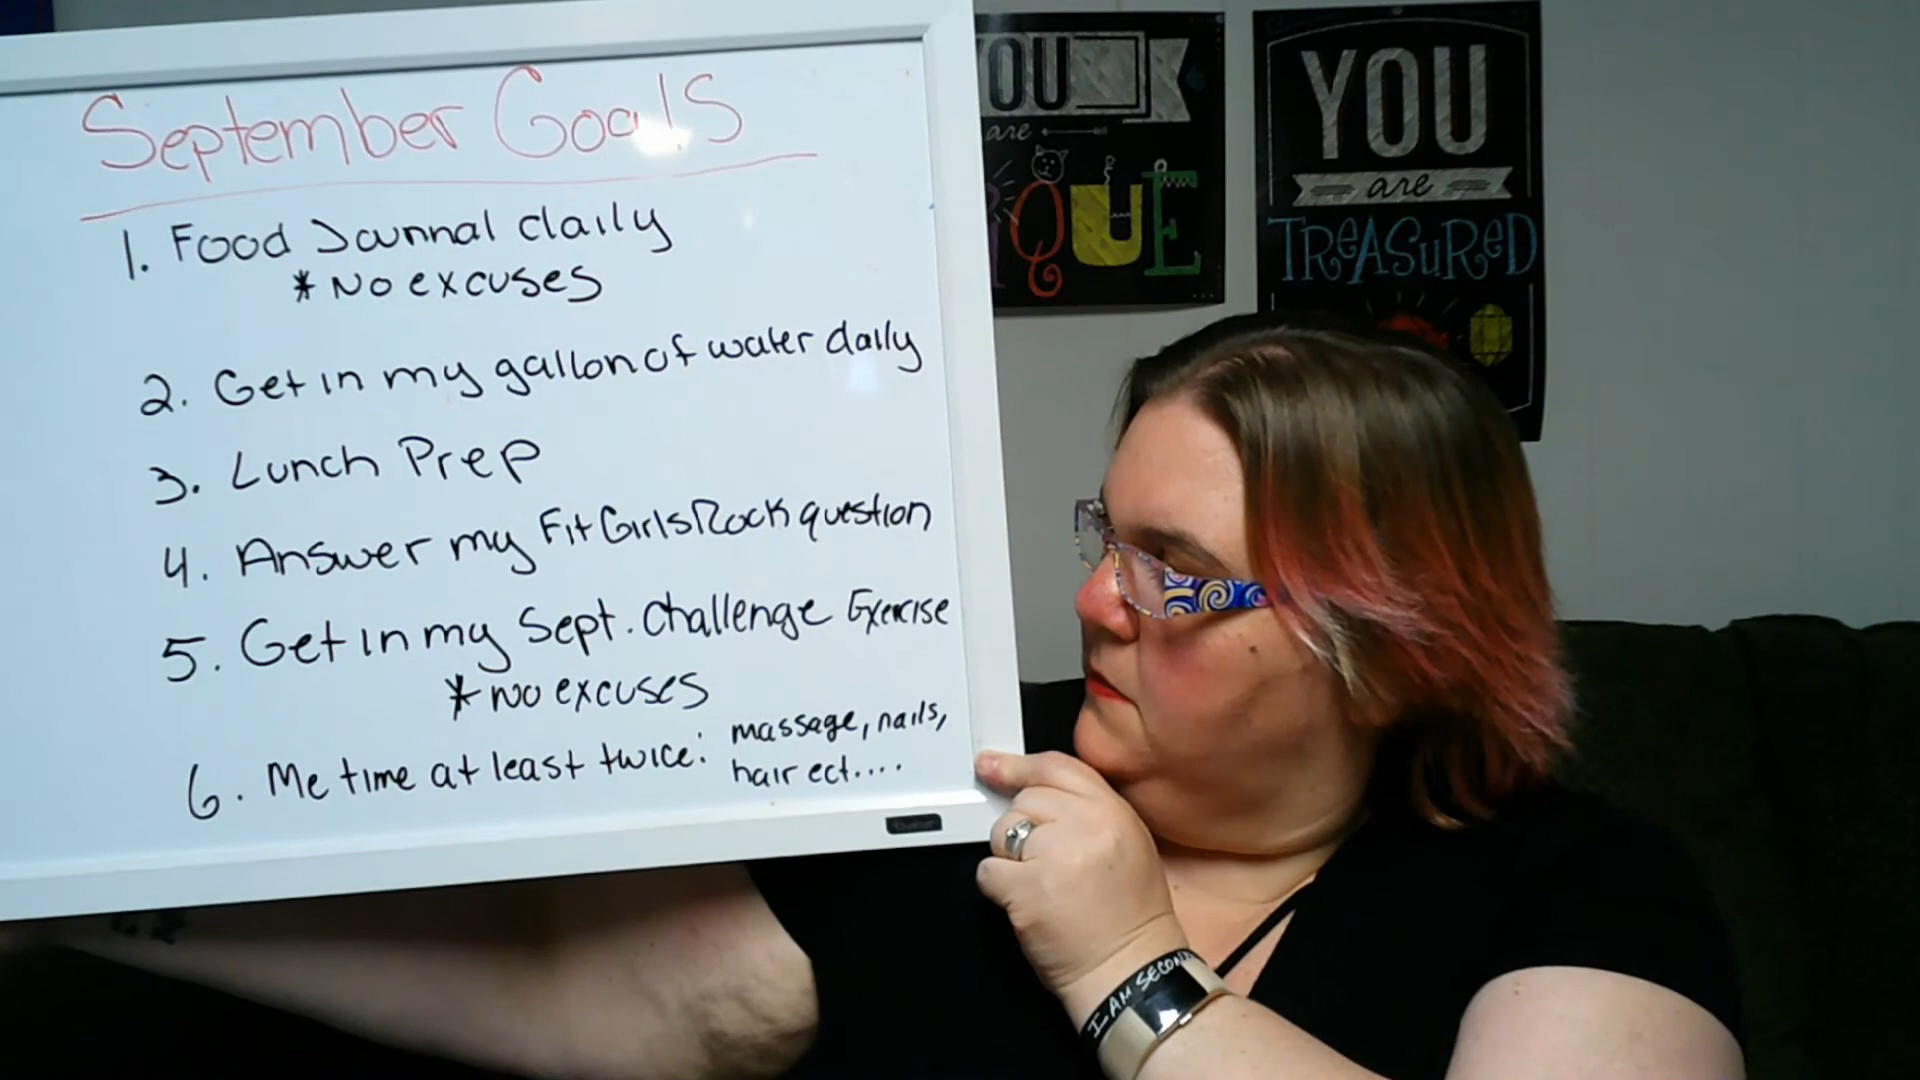 September Goals
1. Food Journal daily
* No excuses
2. Get in my gallon of water daily
3. Lunch Prep
4. Answer my FitGirlsRock question
5. Get in my Sept. Challenge Exercise
* no excuses
6. Me time at least twice: massage, nails,
hair ect....
YOU
are
QUE
YOU
are
TREASURED
I AM SECOND